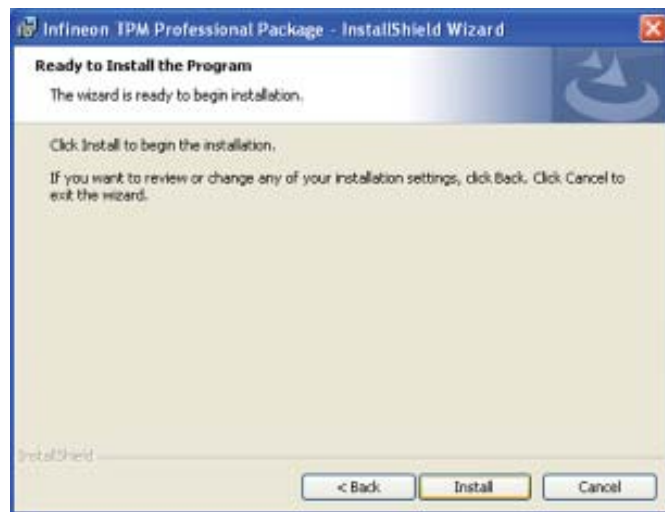 Infineon TPM Professional Package - InstallShield Wizard
Ready to Install the Program
The wizard is ready to begin installation.
Click Install to begin the installation.
If you want to review or change any of your installation settings, click Back. Click Cancel to
exit the wizard.
InstallShield
< Back
Install
Cancel